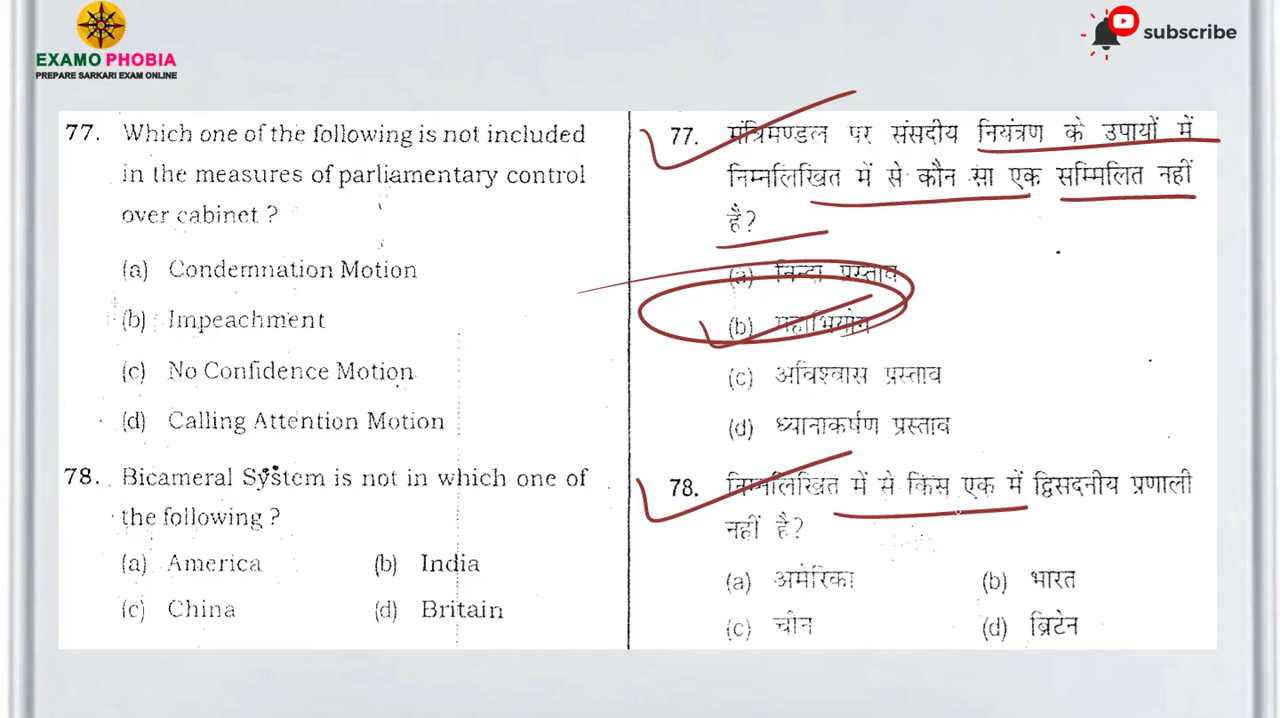 EXAMO PHOBIA
PREPARE SARKARI EXAM ONLINE
subscribe
77. Which one of the following is not included
in the measures of parliamentary control
over cabinet ?
(a) Condemnation Motion
(b) Impeachment
(c) No Confidence Motion
(d) Calling Attention Motion
78. Bicameral System is not in which one of
the following ?
(a) America (b) India
(c) China (d) Britain
77. मंत्रिमण्डल पर संसदीय नियंत्रण के उपायों में
निम्नलिखित में से कौन सा एक सम्मिलित नहीं
है?
(a) निन्दा प्रस्ताव
(b) महाभियोग
(c) अविश्वास प्रस्ताव
(d) ध्यानाकर्षण प्रस्ताव
78. निम्नलिखित में से किस एक में द्विसदनीय प्रणाली
नहीं है?
(a) अमेरिका (b) भारत
(c) चीन (d) ब्रिटेन